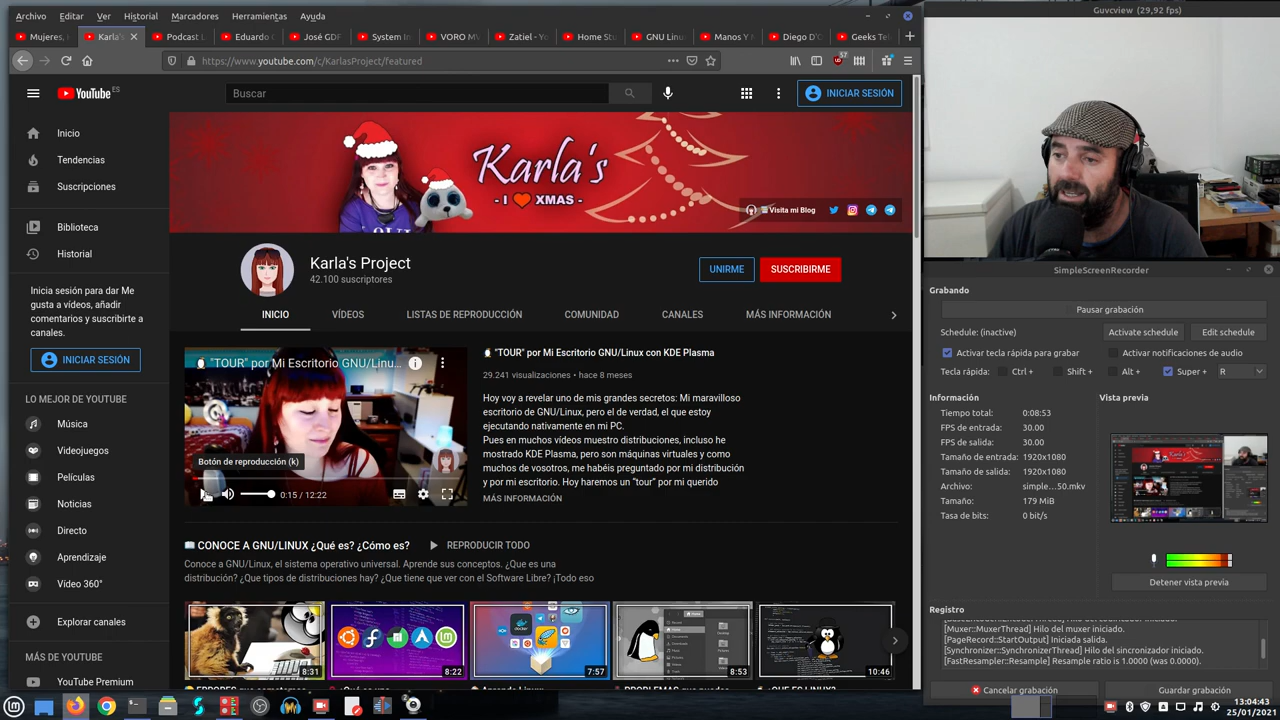 Archivo Editar Ver Historial Marcadores Herramientas Ayuda
Guvcview (29,92 fps)
Mujeres, Karla's Podcast L Eduardo José GDF System In VORO MV Zatiel - Yo Home Stu GNU Linu Manos Y M Diego D' Geeks Tel
https://www.youtube.com/c/KarlasProject/featured
57
YouTube ES
Buscar
INICIAR SESIÓN
Inicio
Tendencias
Suscripciones
Biblioteca
Historial
Inicia sesión para dar Me
gusta a vídeos, añadir
comentarios y suscribirte a
canales.
INICIAR SESIÓN
LO MEJOR DE YOUTUBE
Música
Videojuegos
Películas
Noticias
Directo
Aprendizaje
Vídeo 360°
Explorar canales
MÁS DE YOUTUBE
YouTube Premium
Karla's
- I ❤ XMAS -
Visita mi Blog
Karla's Project
42.100 suscriptores
UNIRME
SUSCRIBIRME
INICIO VÍDEOS LISTAS DE REPRODUCCIÓN COMUNIDAD CANALES MÁS INFORMACIÓN
"TOUR" por Mi Escritorio GNU/Linu...
Botón de reproducción (k)
0:15 / 12:22
"TOUR" por Mi Escritorio GNU/Linux con KDE Plasma
29.241 visualizaciones • hace 8 meses
Hoy voy a revelar uno de mis grandes secretos: Mi maravilloso
escritorio de GNU/Linux, pero el de verdad, el que estoy
ejecutando nativamente en mi PC.
Pues en muchos vídeos muestro distribuciones, incluso he
mostrado KDE Plasma, pero son máquinas virtuales y como
muchos de vosotros, me habéis preguntado por mi distribución
y por mi escritorio. Hoy haremos un "tour" por mi querido
MÁS INFORMACIÓN
CONOCE A GNU/LINUX ¿Qué es? ¿Cómo es?
REPRODUCIR TODO
Conoce a GNU/Linux, el sistema operativo universal. Aprende sus conceptos. ¿Que es una
distribución? ¿Que tipos de distribuciones hay? ¿Que tiene que ver con el Software Libre? ¡Todo eso
8:31
8:22
7:57
8:53
10:46
SimpleScreenRecorder
Grabando
Pausar grabación
Schedule: (inactive)
Activate schedule
Edit schedule
Activar tecla rápida para grabar
Activar notificaciones de audio
Tecla rápida: Ctrl + Shift + Alt + Super + R
Información
Vista previa
Tiempo total: 0:08:53
FPS de entrada: 30.00
FPS de salida: 30.00
Tamaño de entrada: 1920x1080
Tamaño de salida: 1920x1080
Archivo: simple...50.mkv
Tamaño: 179 MiB
Tasa de bits: 0 bit/s
Detener vista previa
Registro
[Muxer::MuxerThread] Hilo del muxer iniciado.
[PageRecord::StartOutput] Iniciada salida.
[Synchronizer::SynchronizerThread] Hilo del sincronizador iniciado.
[FastResampler::Resample] Resample ratio is 1.0000 (was 0.0000).
Cancelar grabación
Guardar grabación
13:04:43
25/01/2021